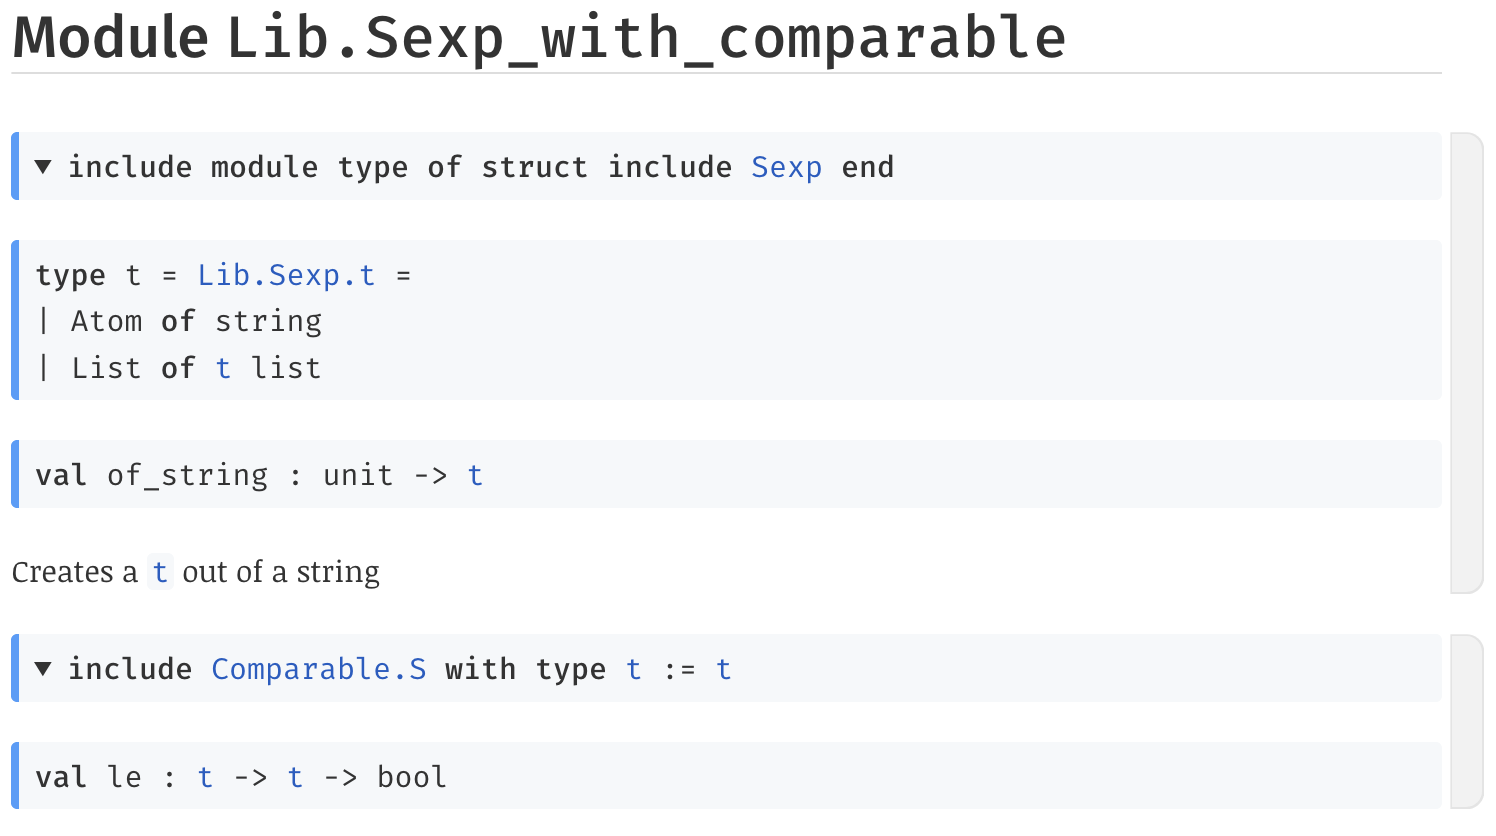 Module Lib.Sexp_with_comparable
▼ include module type of struct include Sexp end
type t = Lib.Sexp.t =
| Atom of string
| List of t list
val of_string : unit -> t
Creates a t out of a string
▼ include Comparable.S with type t := t
val le : t -> t -> bool